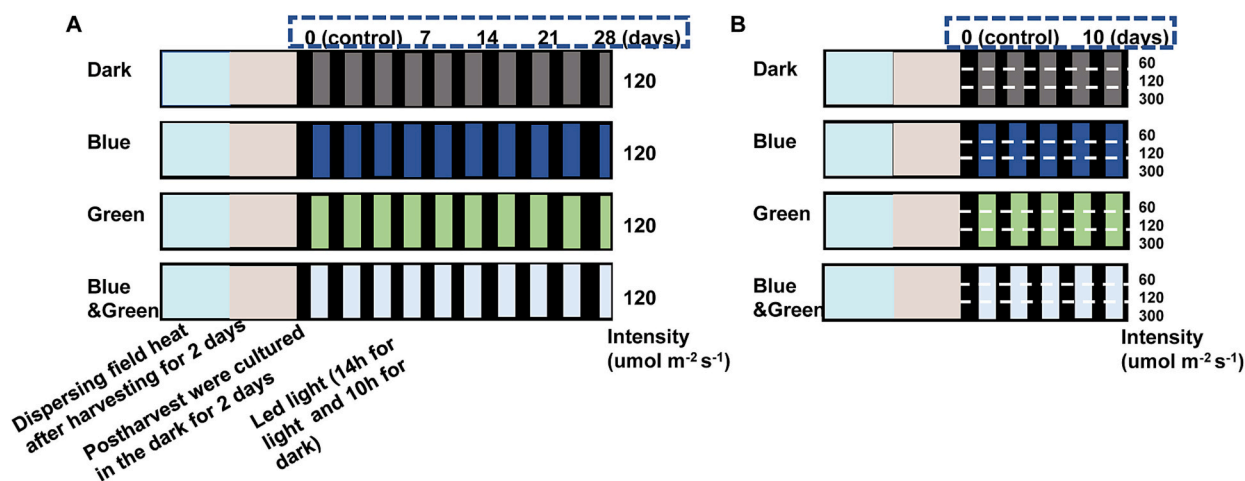 A
0 (control) 7 14 21 28 (days)
Dark
120
Blue
120
Green
120
Blue
&Green
120
Intensity
(umol m⁻² s⁻¹)
Dispersing field heat
after harvesting for 2 days
Postharvest were cultured
in the dark for 2 days
Led light (14h for
light and 10h for
dark)
B
0 (control) 10 (days)
Dark
60
120
300
Blue
60
120
300
Green
60
120
300
Blue
&Green
60
120
300
Intensity
(umol m⁻² s⁻¹)